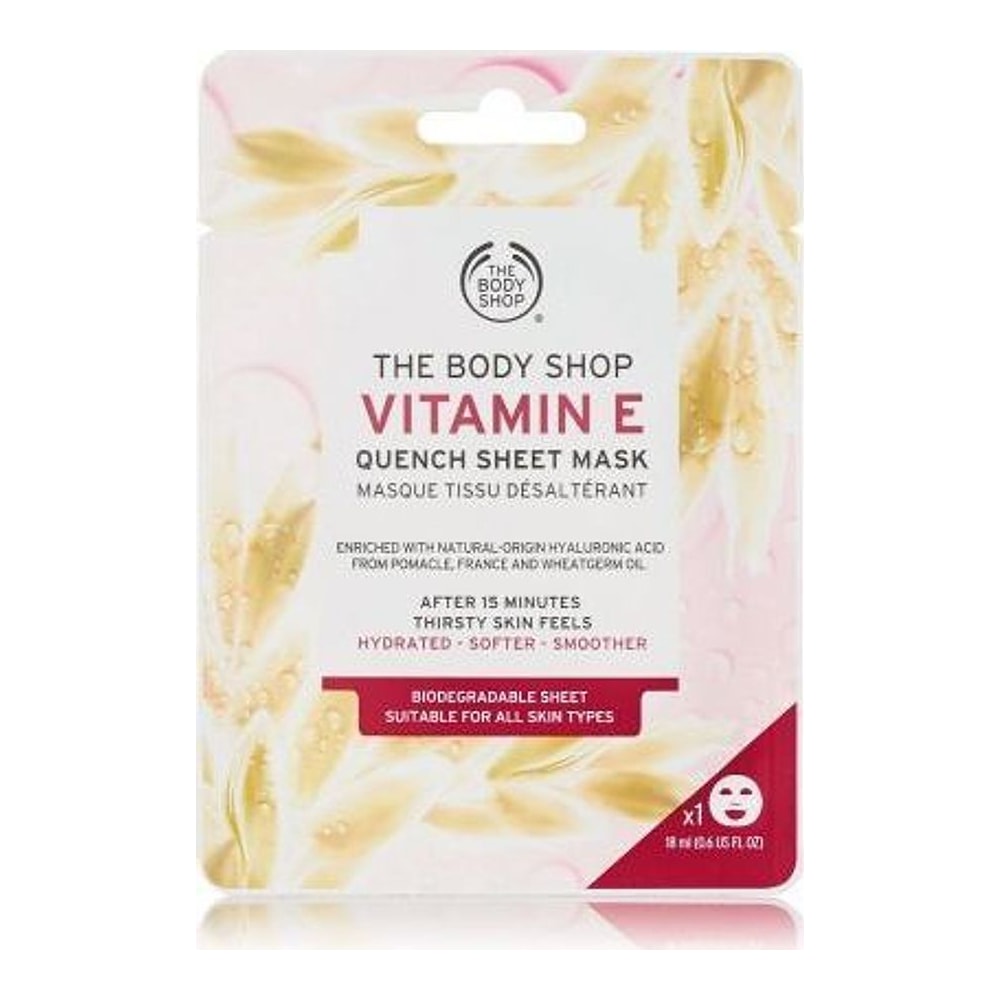 THE
BODY
SHOP
®
THE BODY SHOP
VITAMIN E
QUENCH SHEET MASK
MASQUE TISSU DÉSALTÉRANT
ENRICHED WITH NATURAL-ORIGIN HYALURONIC ACID
FROM POMACLE, FRANCE AND WHEATGERM OIL
AFTER 15 MINUTES
THIRSTY SKIN FEELS
HYDRATED - SOFTER - SMOOTHER
BIODEGRADABLE SHEET
SUITABLE FOR ALL SKIN TYPES
x1
18 ml (0.6 US FL OZ)